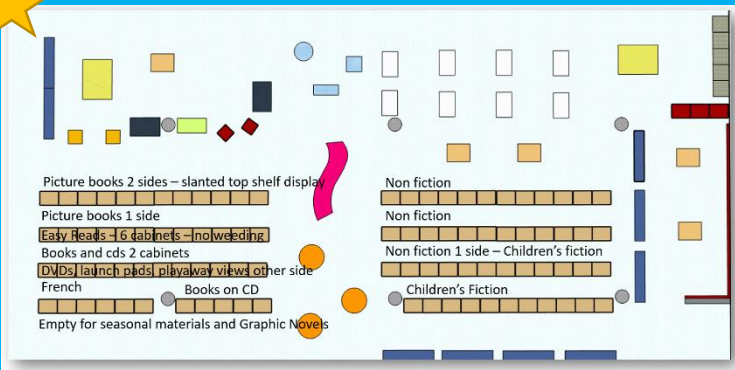 Picture books 2 sides – slanted top shelf display
Picture books 1 side
Easy Reads – 6 cabinets – no weeding
Books and cds 2 cabinets
DVDs, launch pads, playaway views other side
French
Books on CD
Empty for seasonal materials and Graphic Novels
Non fiction
Non fiction
Non fiction 1 side – Children's fiction
Children's Fiction